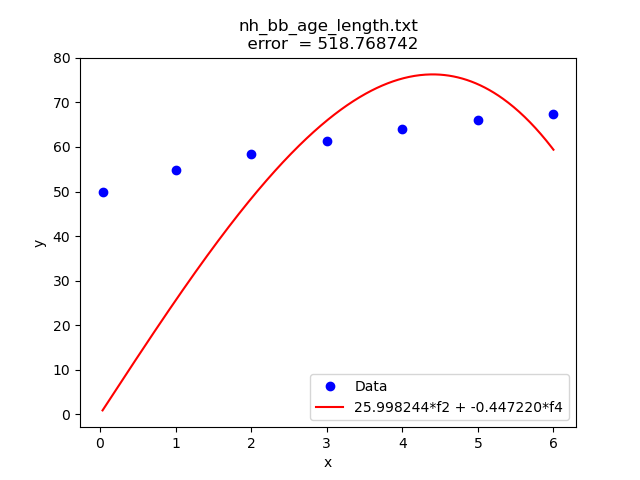 nh_bb_age_length.txt
error  = 518.768742
80
70
60
50
40
30
20
10
0
y
0 1 2 3 4 5 6
x
Data
25.998244*f2 + -0.447220*f4